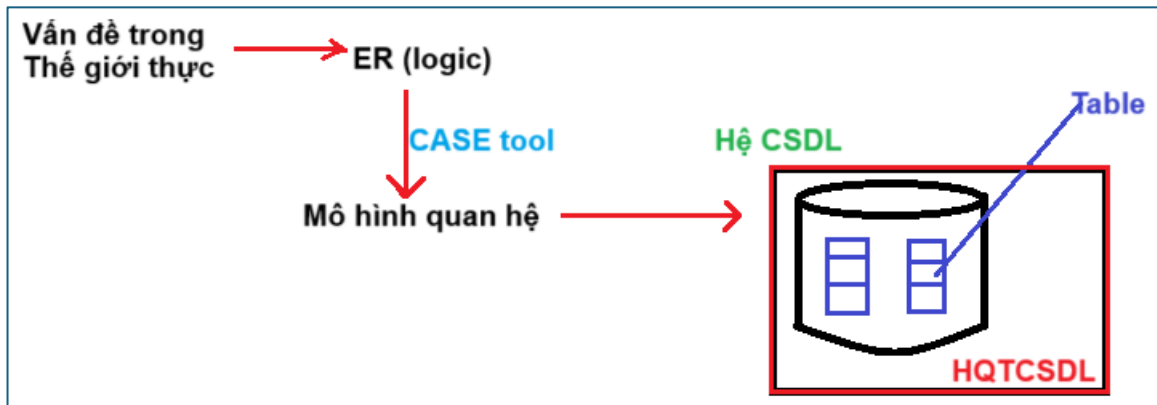 Vấn đề trong
Thế giới thực
ER (logic)
Table
CASE tool
Hệ CSDL
Mô hình quan hệ
HQTCSDL